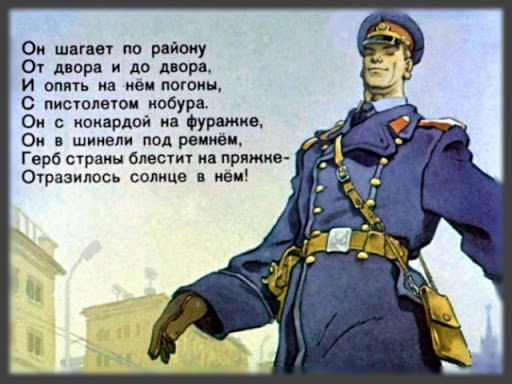 Он шагает по району
От двора и до двора,
И опять на нём погоны,
С пистолетом кобура.
Он с кокардой на фуражке,
Он в шинели под ремнём,
Герб страны блестит на пряжке-
Отразилось солнце в нём!